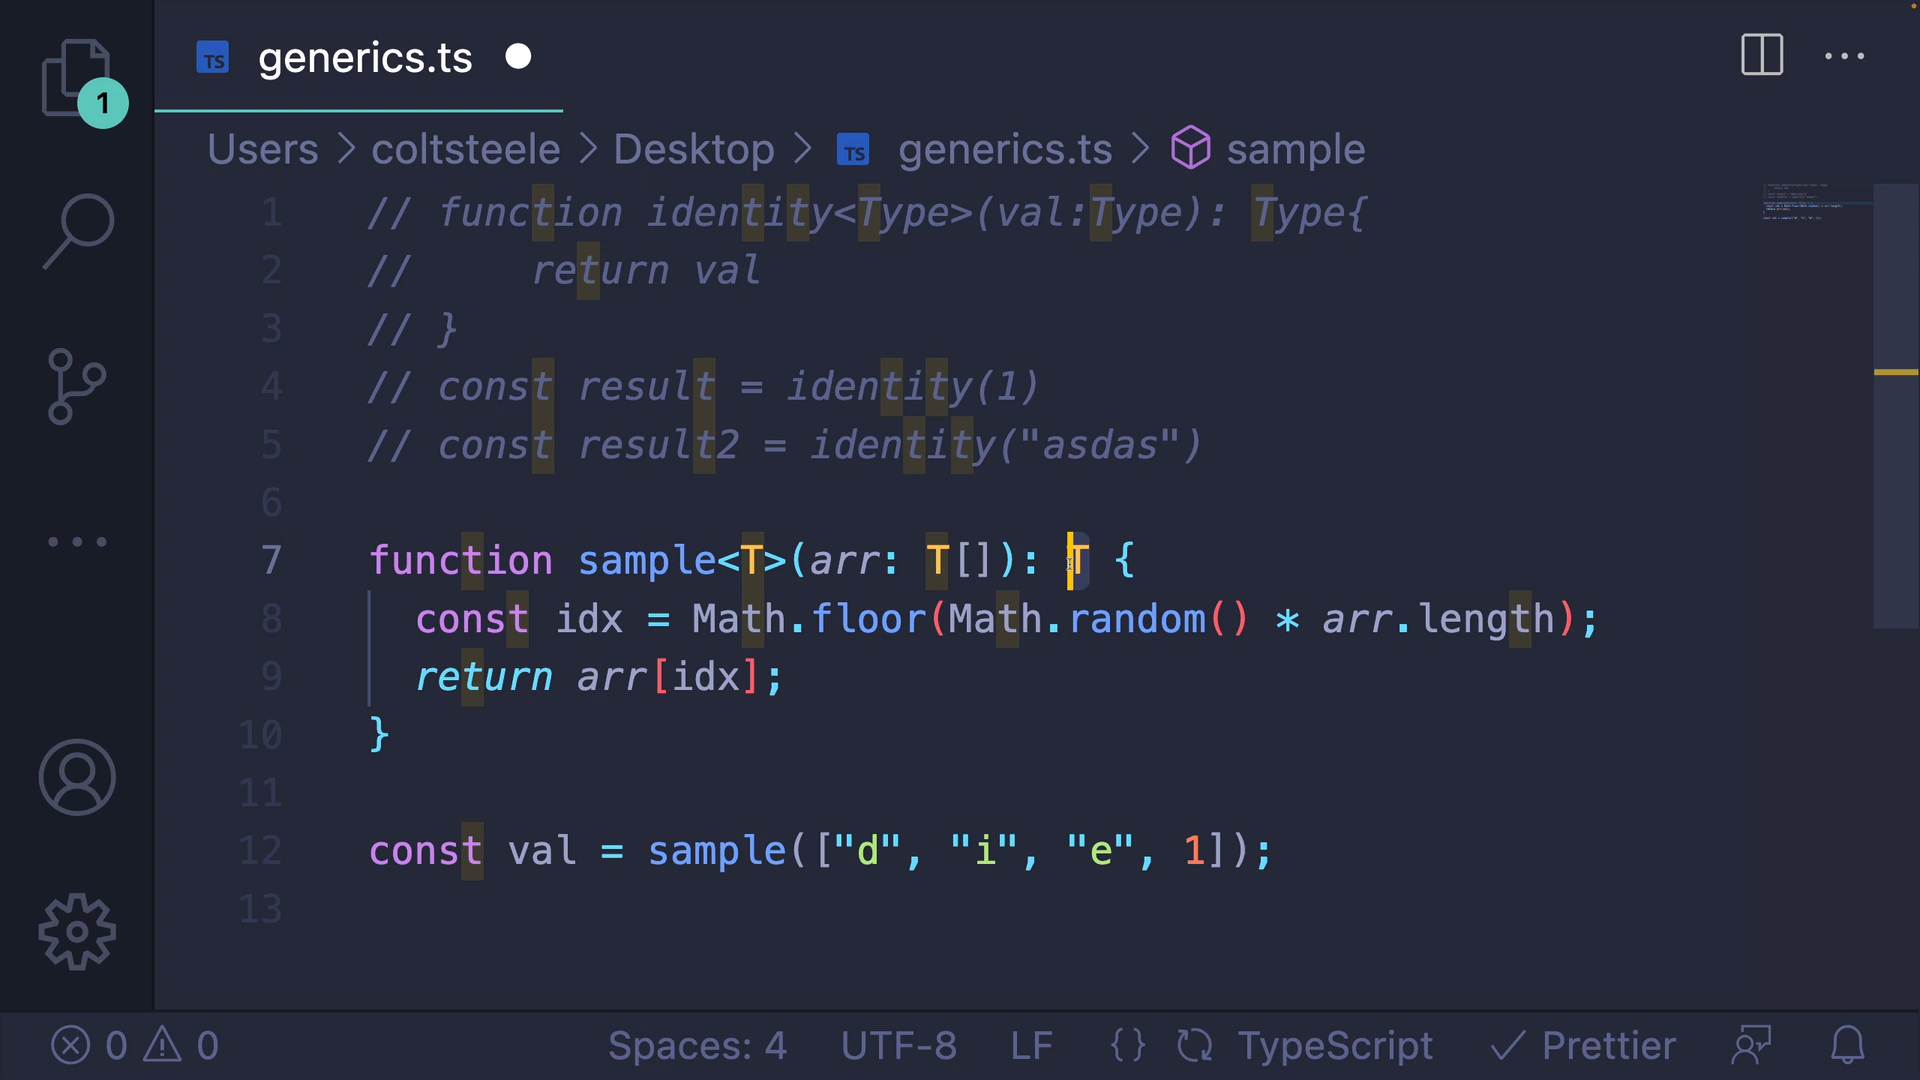 TS generics.ts
1
Users > coltsteele > Desktop > TS generics.ts > sample
1 // function identity<Type>(val:Type): Type{
2 //     return val
3 // }
4 // const result = identity(1)
5 // const result2 = identity("asdas")
6
7 function sample<T>(arr: T[]): T {
8   const idx = Math.floor(Math.random() * arr.length);
9   return arr[idx];
10 }
11
12 const val = sample(["d", "i", "e", 1]);
13
0 0 Spaces: 4 UTF-8 LF {} TypeScript Prettier